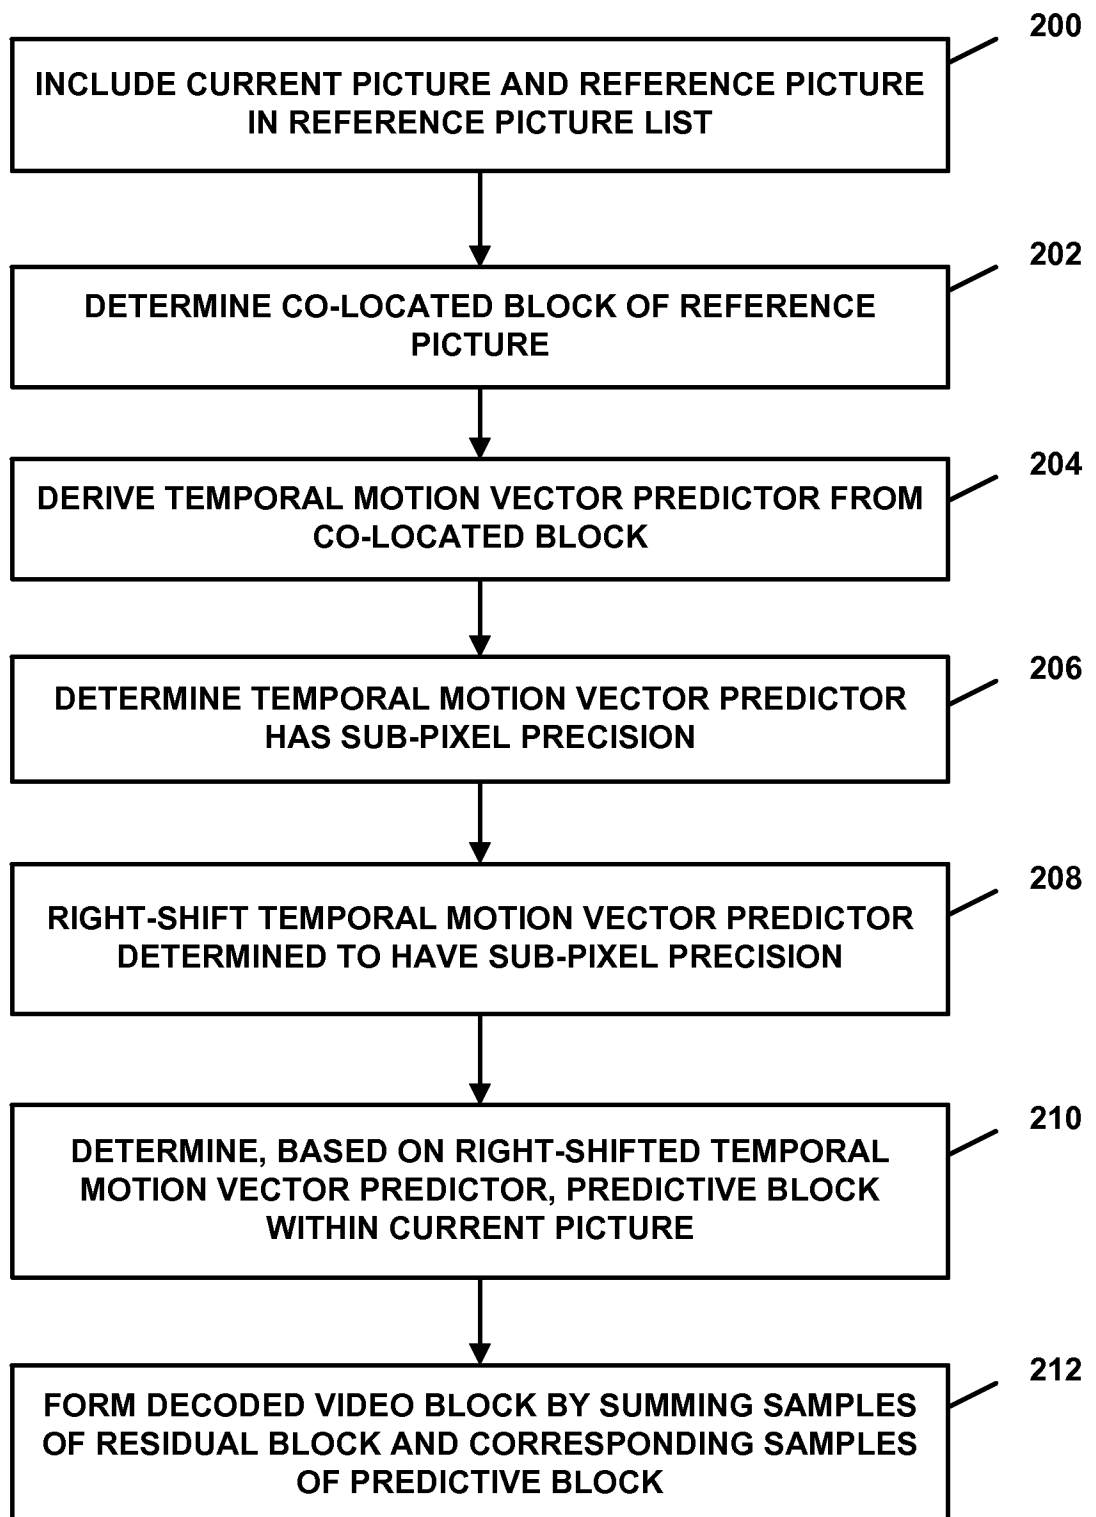 200
INCLUDE CURRENT PICTURE AND REFERENCE PICTURE
IN REFERENCE PICTURE LIST
202
DETERMINE CO-LOCATED BLOCK OF REFERENCE
PICTURE
204
DERIVE TEMPORAL MOTION VECTOR PREDICTOR FROM
CO-LOCATED BLOCK
206
DETERMINE TEMPORAL MOTION VECTOR PREDICTOR
HAS SUB-PIXEL PRECISION
208
RIGHT-SHIFT TEMPORAL MOTION VECTOR PREDICTOR
DETERMINED TO HAVE SUB-PIXEL PRECISION
210
DETERMINE, BASED ON RIGHT-SHIFTED TEMPORAL
MOTION VECTOR PREDICTOR, PREDICTIVE BLOCK
WITHIN CURRENT PICTURE
212
FORM DECODED VIDEO BLOCK BY SUMMING SAMPLES
OF RESIDUAL BLOCK AND CORRESPONDING SAMPLES
OF PREDICTIVE BLOCK